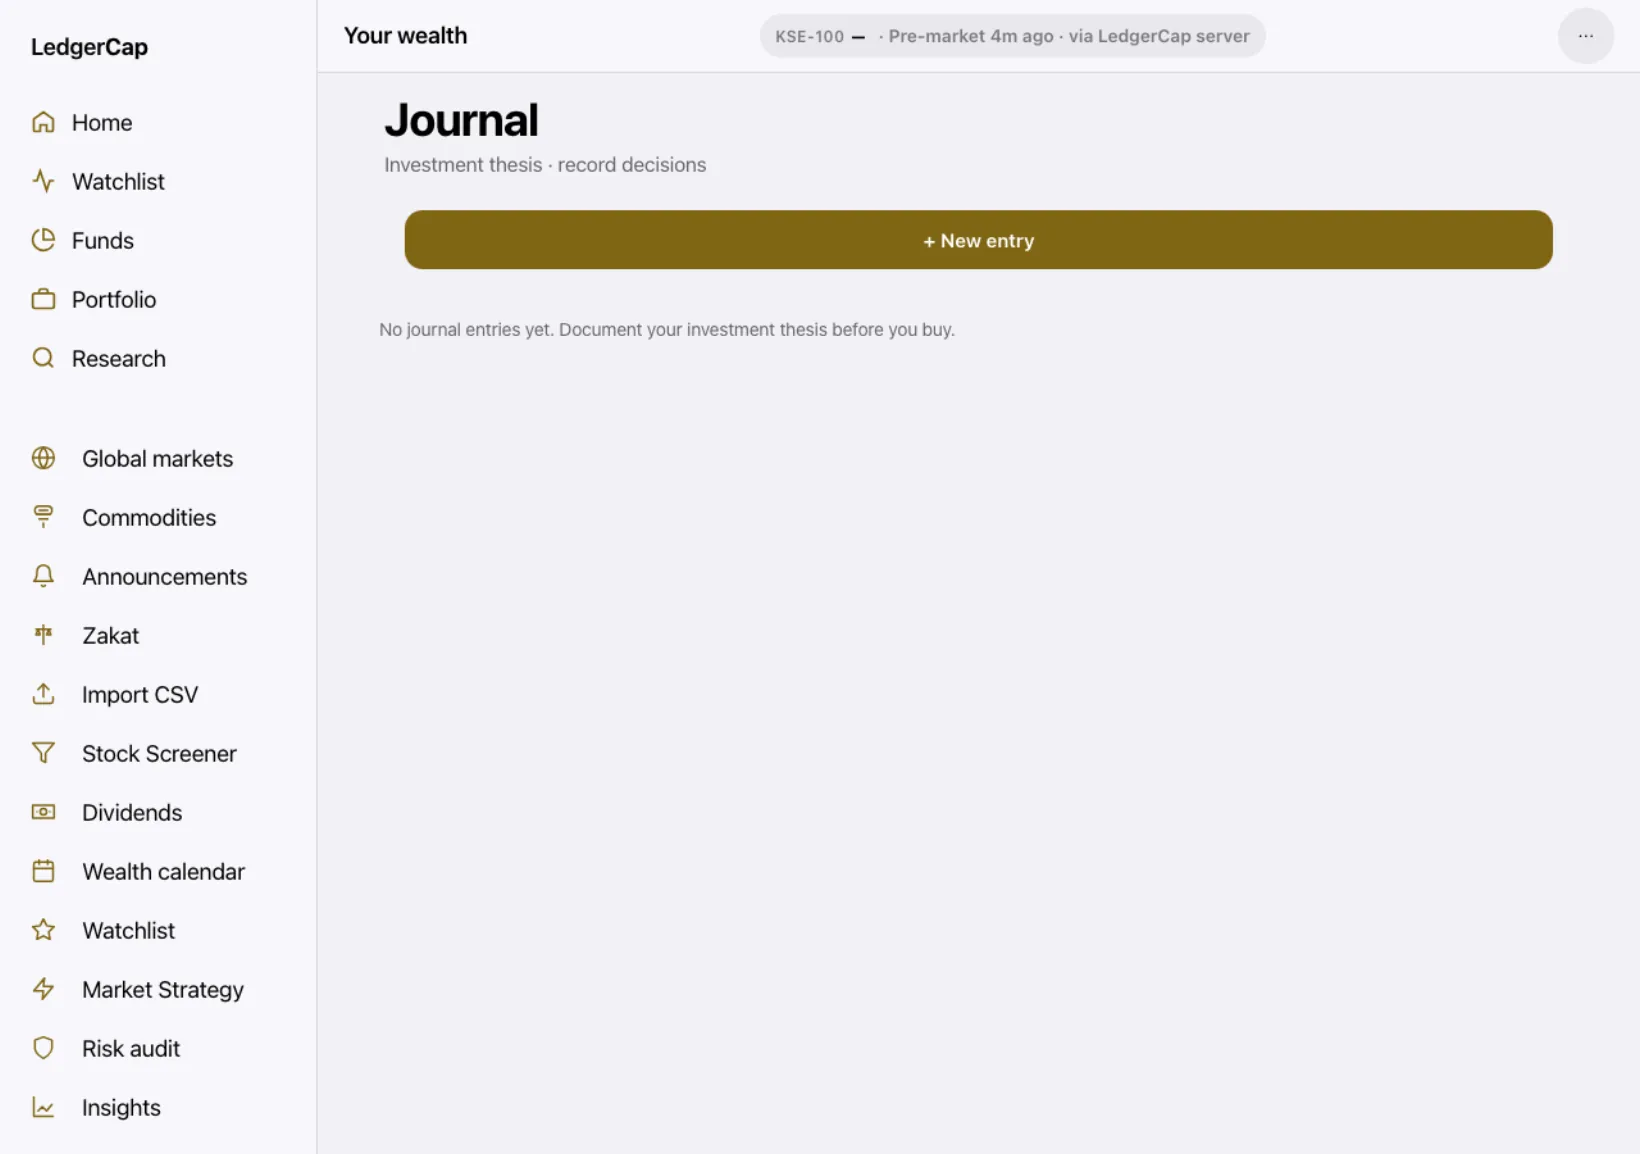 LedgerCap
Home
Watchlist
Funds
Portfolio
Research
Global markets
Commodities
Announcements
Zakat
Import CSV
Stock Screener
Dividends
Wealth calendar
Watchlist
Market Strategy
Risk audit
Insights
Your wealth
KSE-100 — · Pre-market 4m ago · via LedgerCap server
...
Journal
Investment thesis · record decisions
+ New entry
No journal entries yet. Document your investment thesis before you buy.